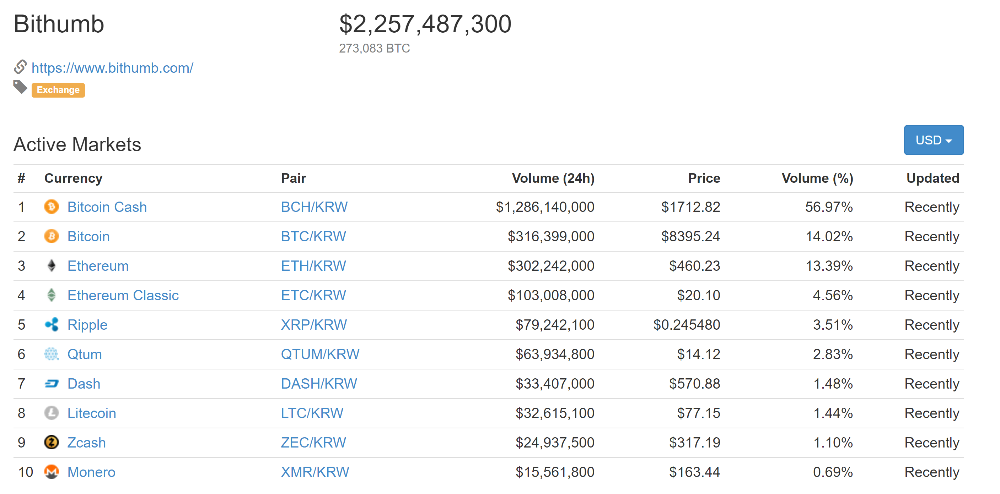 Bithumb
$2,257,487,300
273,083 BTC
https://www.bithumb.com/
Exchange
Active Markets
USD
# Currency Pair Volume (24h) Price Volume (%) Updated
1 Bitcoin Cash BCH/KRW $1,286,140,000 $1712.82 56.97% Recently
2 Bitcoin BTC/KRW $316,399,000 $8395.24 14.02% Recently
3 Ethereum ETH/KRW $302,242,000 $460.23 13.39% Recently
4 Ethereum Classic ETC/KRW $103,008,000 $20.10 4.56% Recently
5 Ripple XRP/KRW $79,242,100 $0.245480 3.51% Recently
6 Qtum QTUM/KRW $63,934,800 $14.12 2.83% Recently
7 Dash DASH/KRW $33,407,000 $570.88 1.48% Recently
8 Litecoin LTC/KRW $32,615,100 $77.15 1.44% Recently
9 Zcash ZEC/KRW $24,937,500 $317.19 1.10% Recently
10 Monero XMR/KRW $15,561,800 $163.44 0.69% Recently